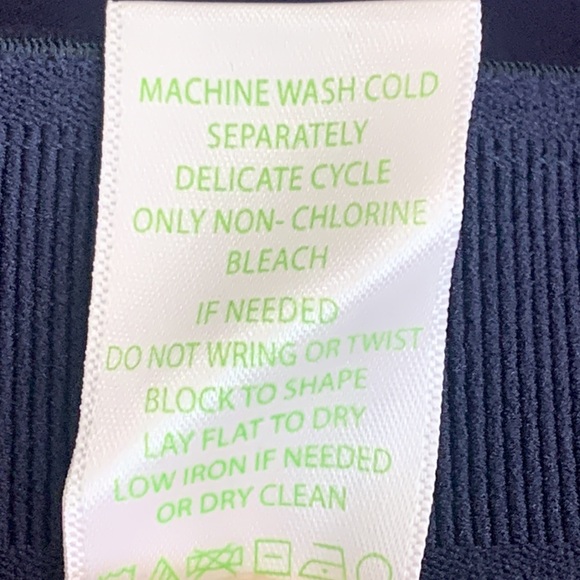 MACHINE WASH COLD
SEPARATELY
DELICATE CYCLE
ONLY NON- CHLORINE
BLEACH
IF NEEDED
DO NOT WRING OR TWIST
BLOCK TO SHAPE
LAY FLAT TO DRY
LOW IRON IF NEEDED
OR DRY CLEAN